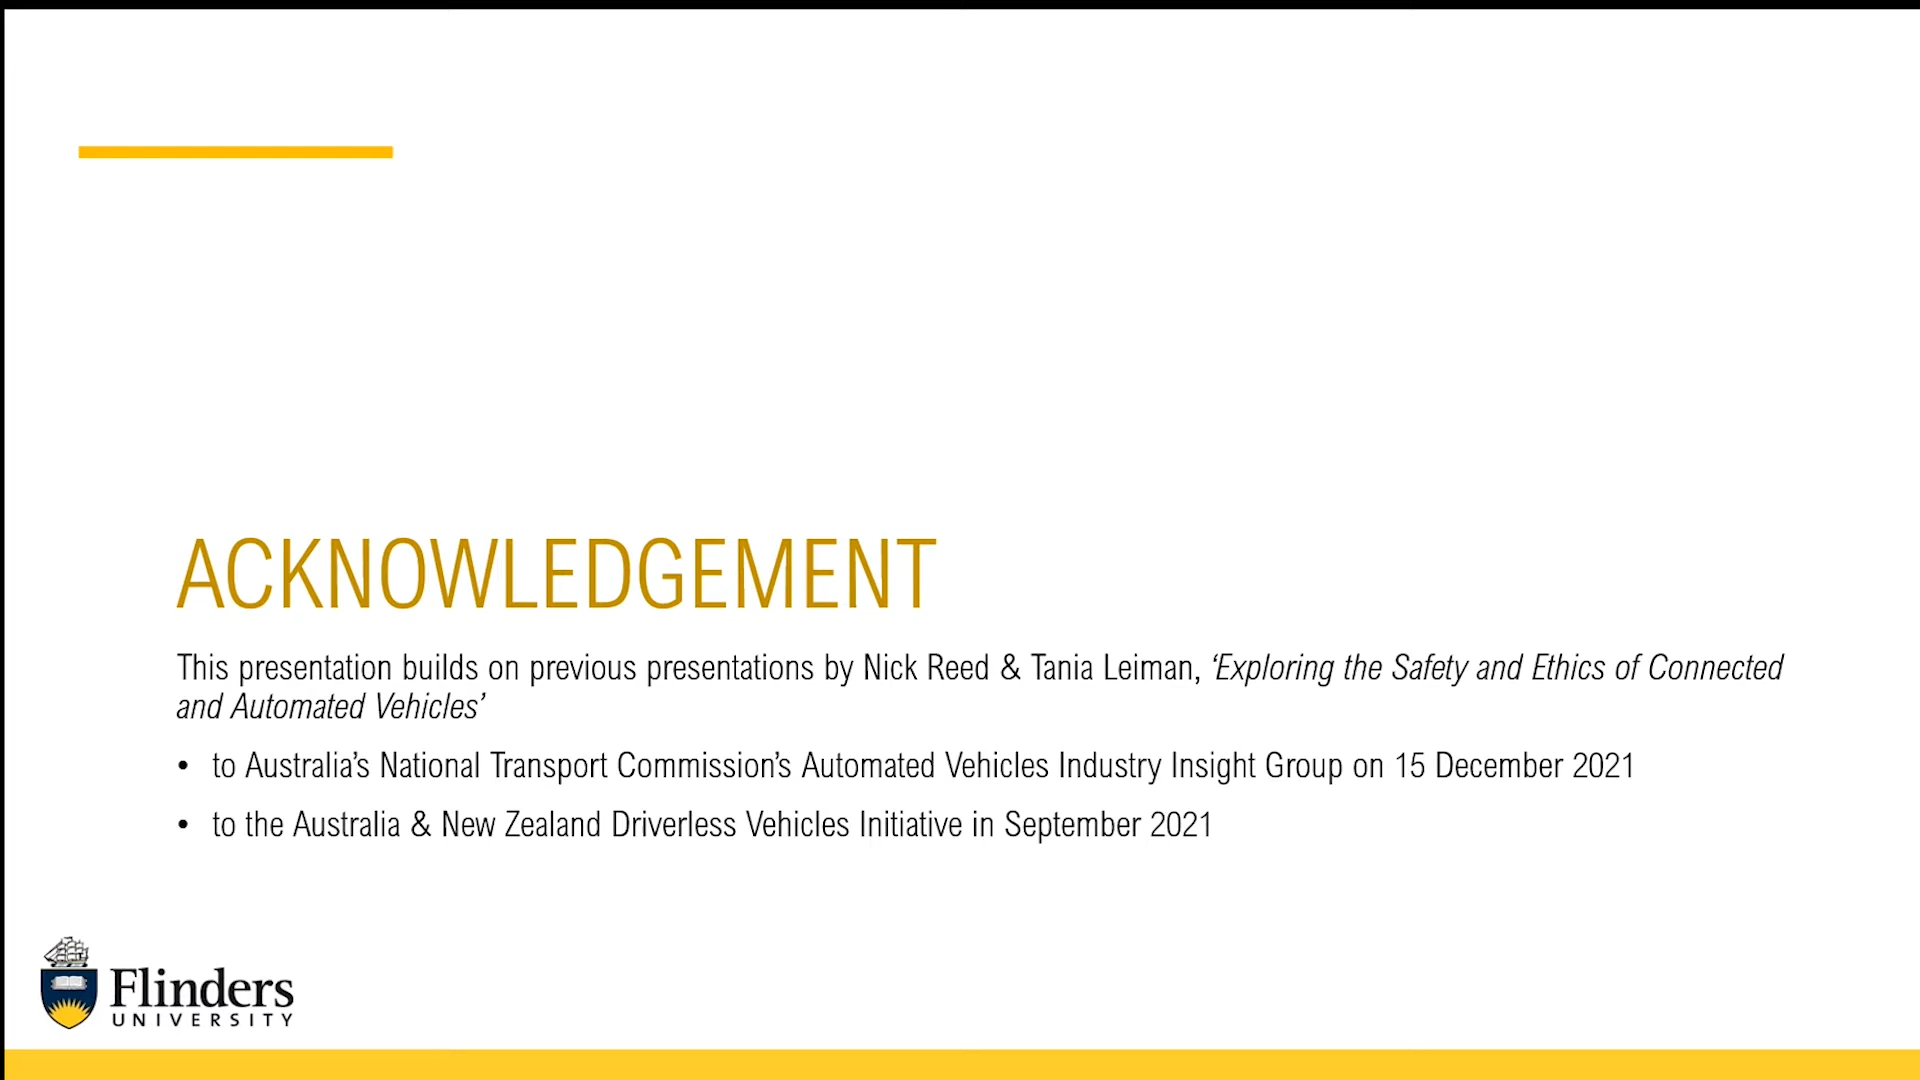 ACKNOWLEDGEMENT
This presentation builds on previous presentations by Nick Reed & Tania Leiman, ‘Exploring the Safety and Ethics of Connected
and Automated Vehicles’
• to Australia’s National Transport Commission’s Automated Vehicles Industry Insight Group on 15 December 2021
• to the Australia & New Zealand Driverless Vehicles Initiative in September 2021
Flinders
UNIVERSITY